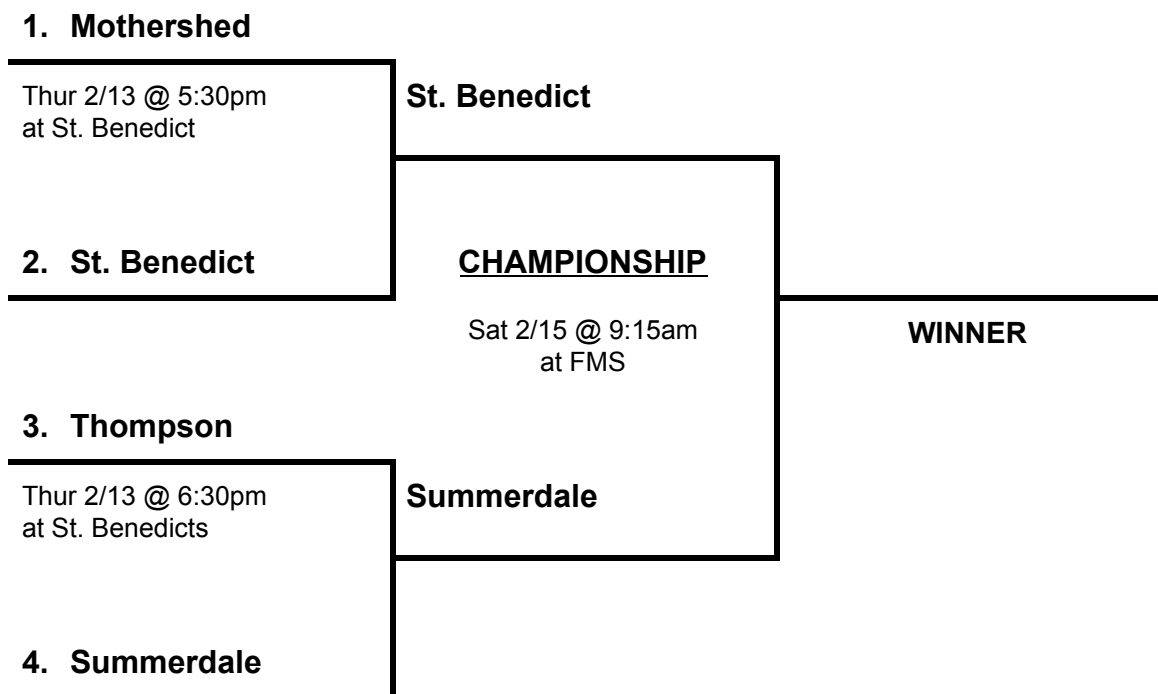 1. Mothershed
Thur 2/13 @ 5:30pm
at St. Benedict
St. Benedict
2. St. Benedict
CHAMPIONSHIP
Sat 2/15 @ 9:15am
at FMS
WINNER
3. Thompson
Thur 2/13 @ 6:30pm
at St. Benedicts
Summerdale
4. Summerdale